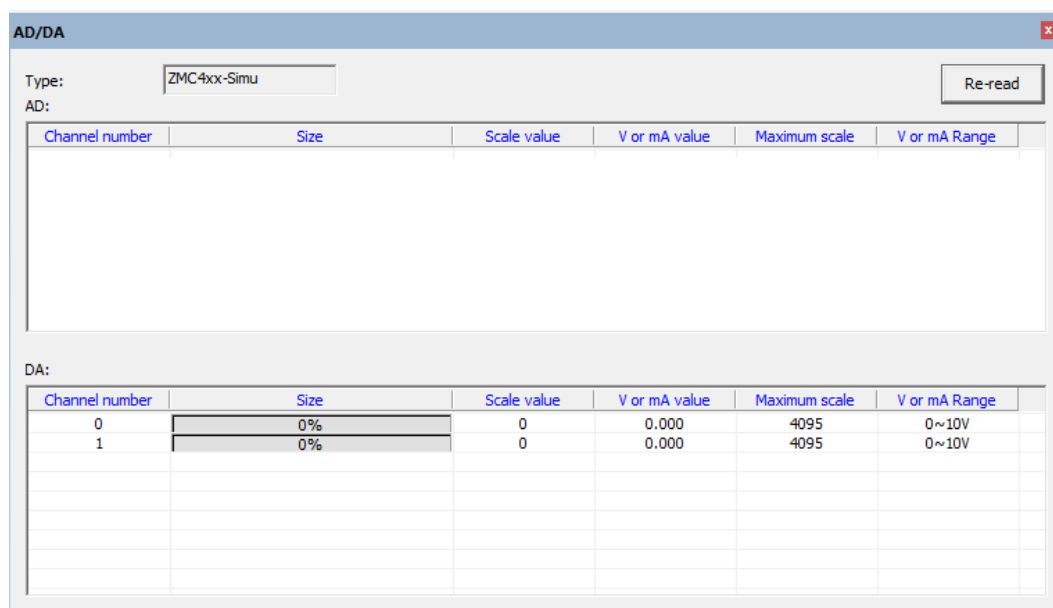 AD/DA
x
Type: ZMC4xx-Simu Re-read
AD:
Channel number Size Scale value V or mA value Maximum scale V or mA Range
DA:
Channel number Size Scale value V or mA value Maximum scale V or mA Range
0 0% 0 0.000 4095 0~10V
1 0% 0 0.000 4095 0~10V